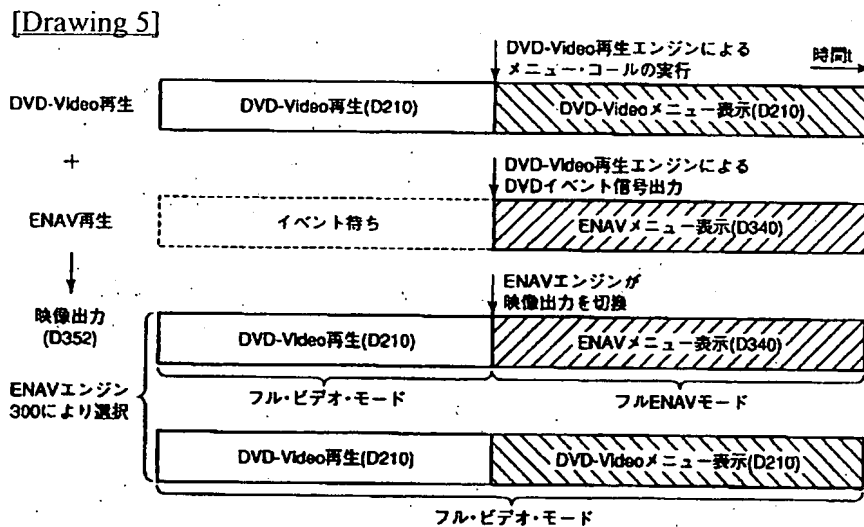 [Drawing 5]
DVD-Video再生エンジンによる
メニュー・コールの実行
時間t
DVD-Video再生
DVD-Video再生(D210)
DVD-Videoメニュー表示(D210)
+
DVD-Video再生エンジンによる
DVDイベント信号出力
ENAV再生
イベント待ち
ENAVメニュー表示(D340)
ENAVエンジンが
映像出力を切換
映像出力
(D352)
DVD-Video再生(D210)
ENAVメニュー表示(D340)
フル・ビデオ・モード
フルENAVモード
ENAVエンジン
300により選択
DVD-Video再生(D210)
DVD-Videoメニュー表示(D210)
フル・ビデオ・モード